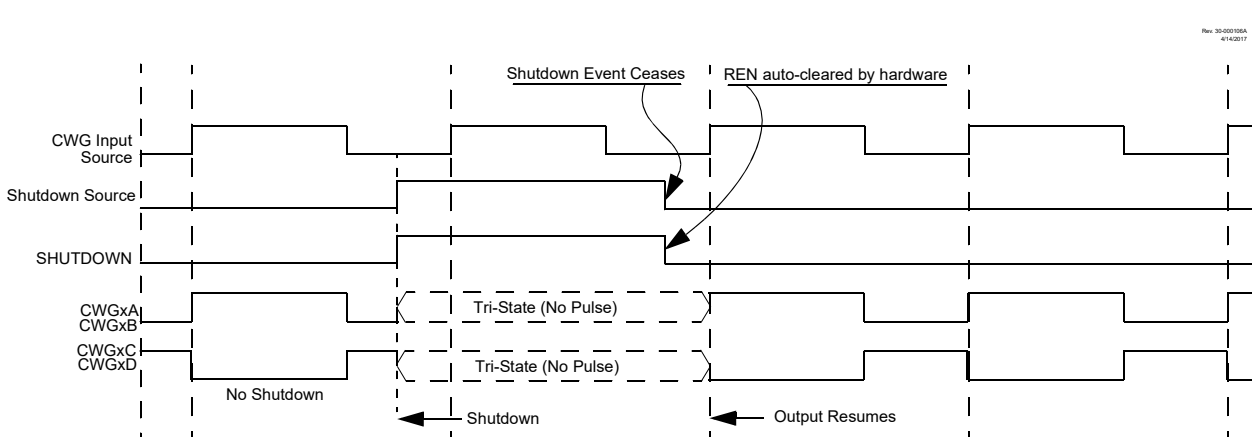 Rev. 30-000108A
4/14/2017
Shutdown Event Ceases
REN auto-cleared by hardware
CWG Input
Source
Shutdown Source
SHUTDOWN
CWGxA
CWGxB
Tri-State (No Pulse)
CWGxC
CWGxD
Tri-State (No Pulse)
No Shutdown
Shutdown
Output Resumes